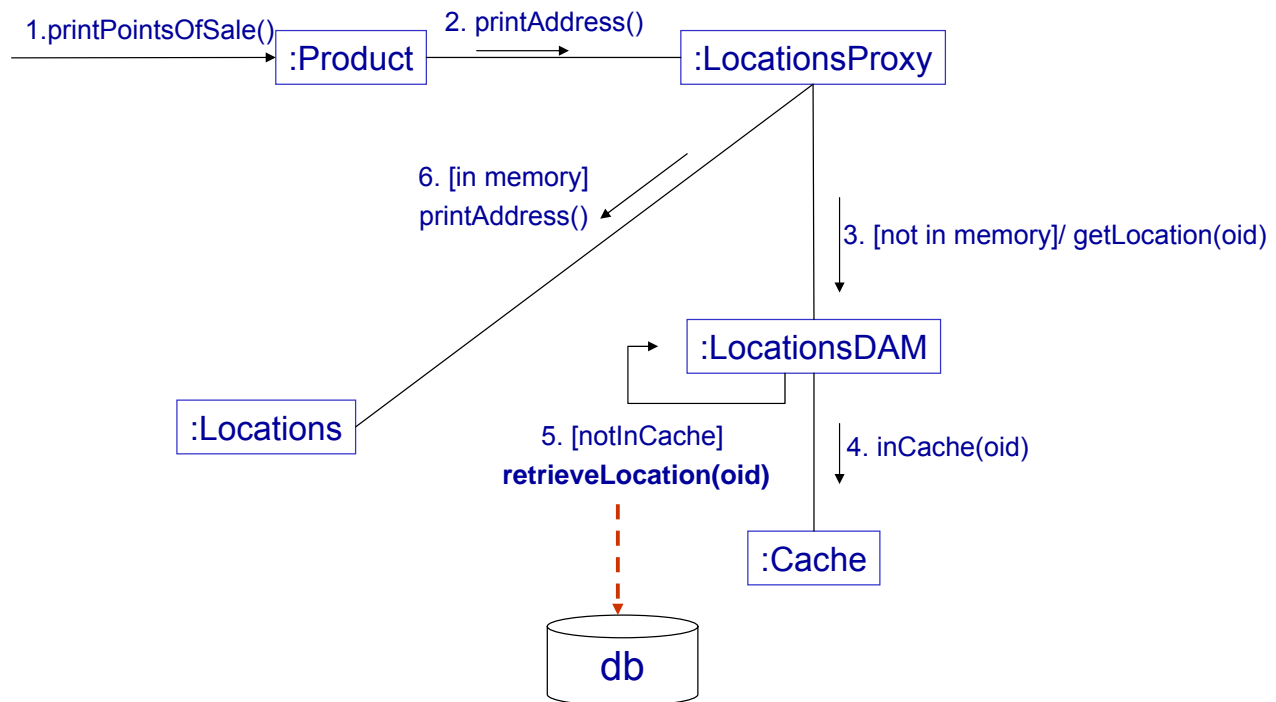 1.printPointsOfSale()
2. printAddress()
:Product
:LocationsProxy
6. [in memory]
printAddress()
3. [not in memory]/ getLocation(oid)
:LocationsDAM
:Locations
5. [notInCache]
retrieveLocation(oid)
4. inCache(oid)
:Cache
db